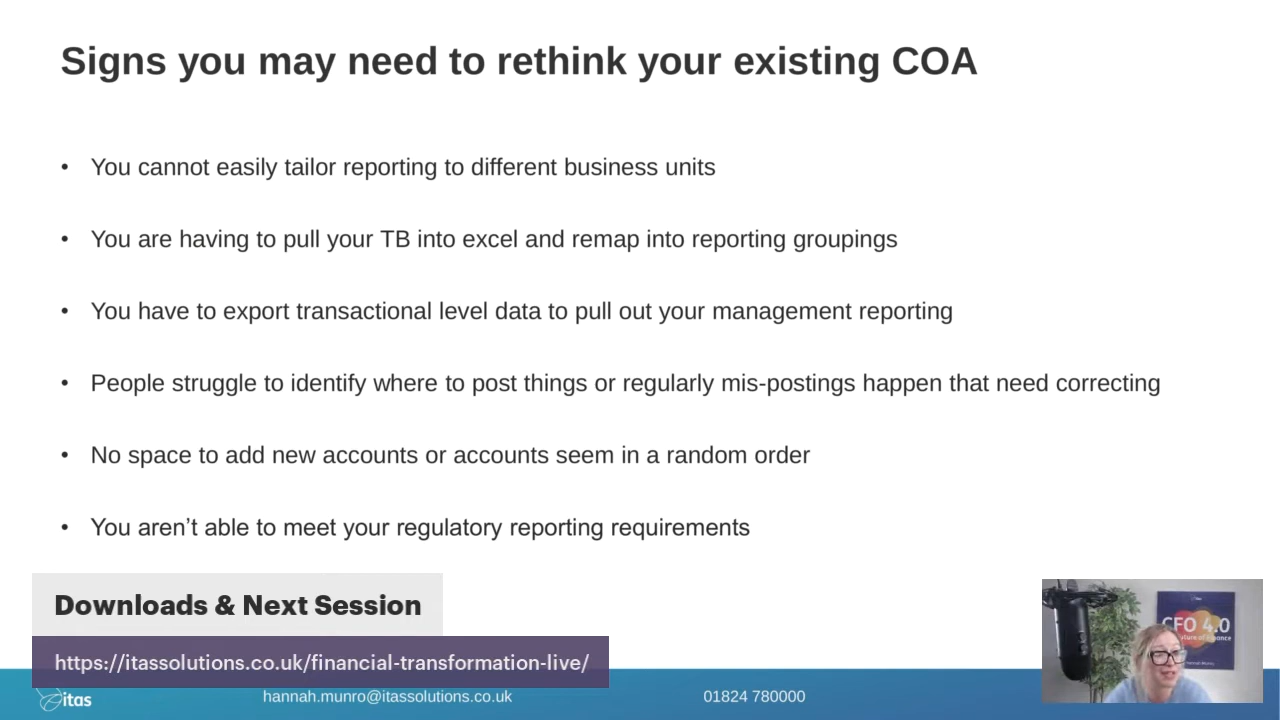 Signs you may need to rethink your existing COA
• You cannot easily tailor reporting to different business units
• You are having to pull your TB into excel and remap into reporting groupings
• You have to export transactional level data to pull out your management reporting
• People struggle to identify where to post things or regularly mis-postings happen that need correcting
• No space to add new accounts or accounts seem in a random order
• You aren’t able to meet your regulatory reporting requirements
Downloads & Next Session
https://itassolutions.co.uk/financial-transformation-live/
itas
hannah.munro@itassolutions.co.uk
01824 780000
CFO 4.0